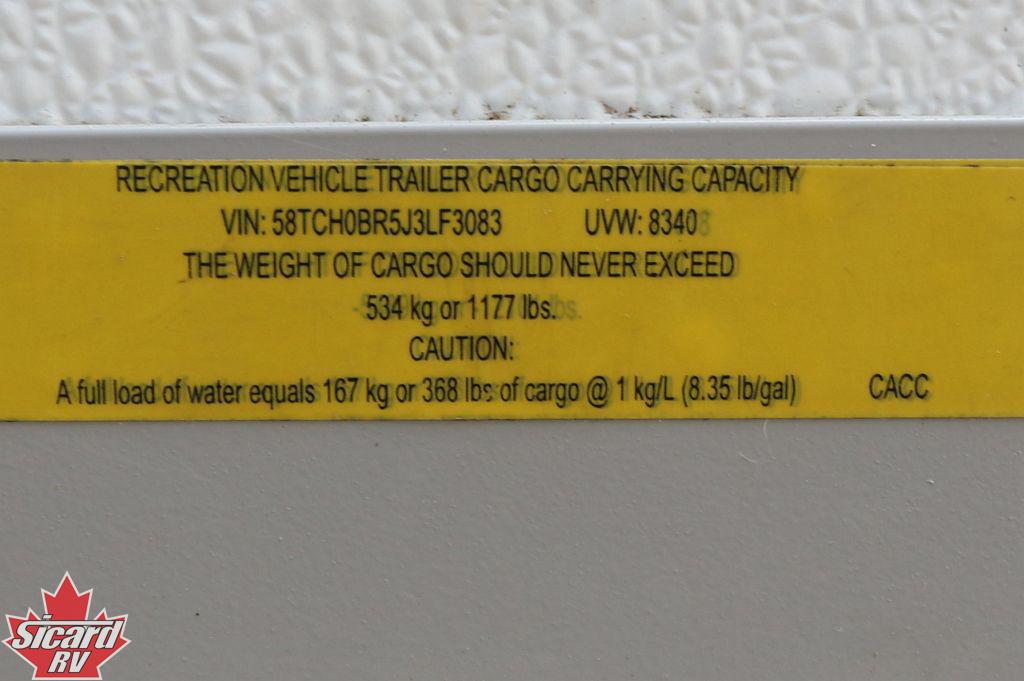 RECREATION VEHICLE TRAILER CARGO CARRYING CAPACITY
VIN: 58TCH0BR5J3LF3083 UVW: 8340
THE WEIGHT OF CARGO SHOULD NEVER EXCEED
534 kg or 1177 lbs.
CAUTION:
A full load of water equals 167 kg or 368 lbs of cargo @ 1 kg/L (8.35 lb/gal) CACC
Sicard
RV